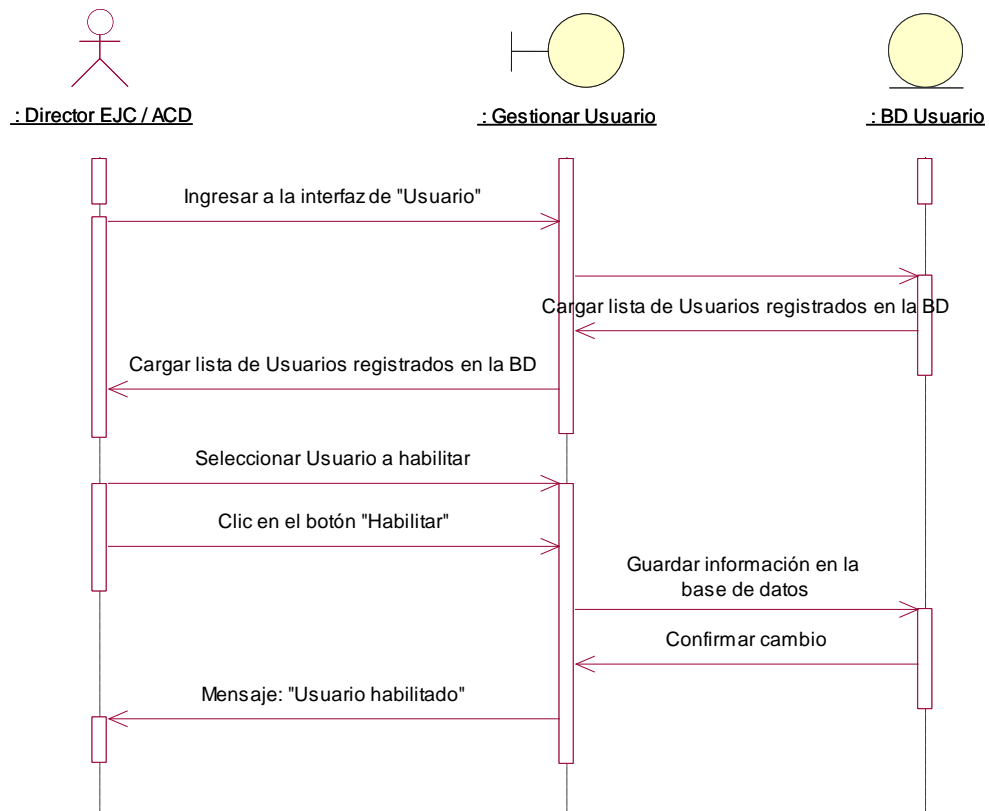 : Director EJC / ACD
: Gestionar Usuario
: BD Usuario
Ingresar a la interfaz de "Usuario"
Cargar lista de Usuarios registrados en la BD
Cargar lista de Usuarios registrados en la BD
Seleccionar Usuario a habilitar
Clic en el botón "Habilitar"
Guardar información en la
base de datos
Confirmar cambio
Mensaje: "Usuario habilitado"